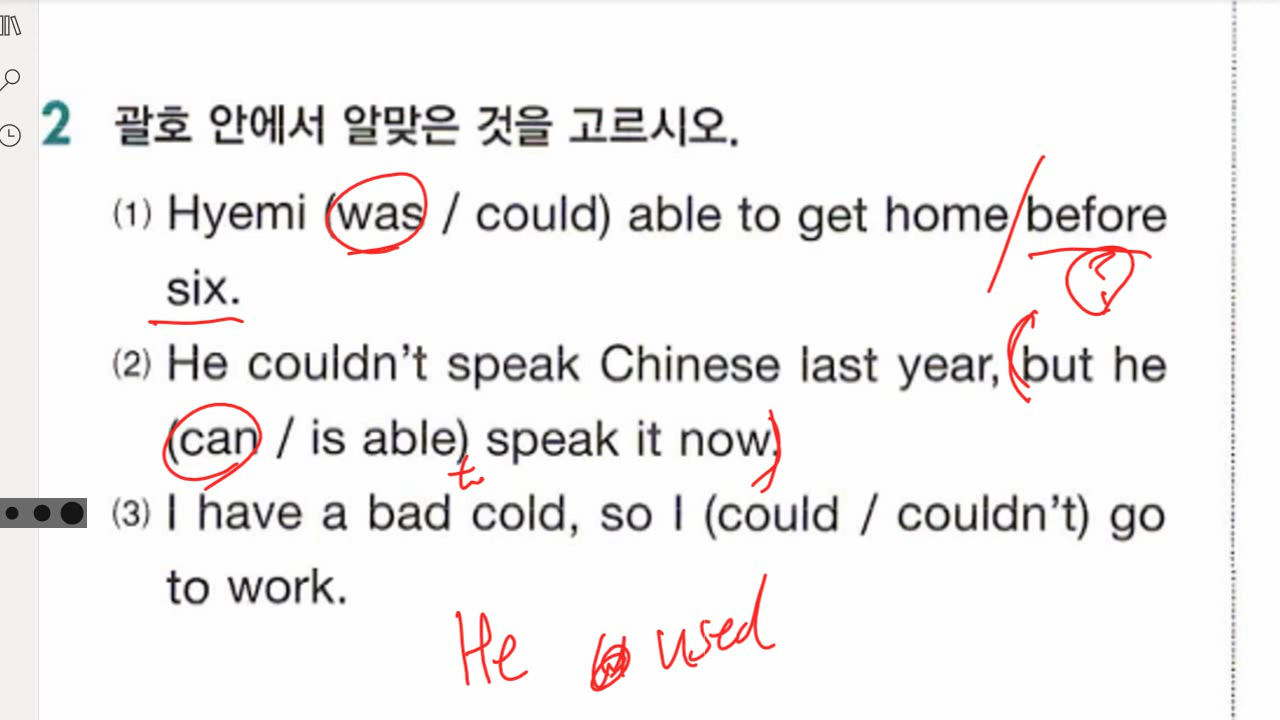 2 괄호 안에서 알맞은 것을 고르시오.
(1) Hyemi (was / could) able to get home / before
six. ?
(2) He couldn't speak Chinese last year, (but he
(can / is able) speak it now.)
to
(3) I have a bad cold, so I (could / couldn't) go
to work.
He used